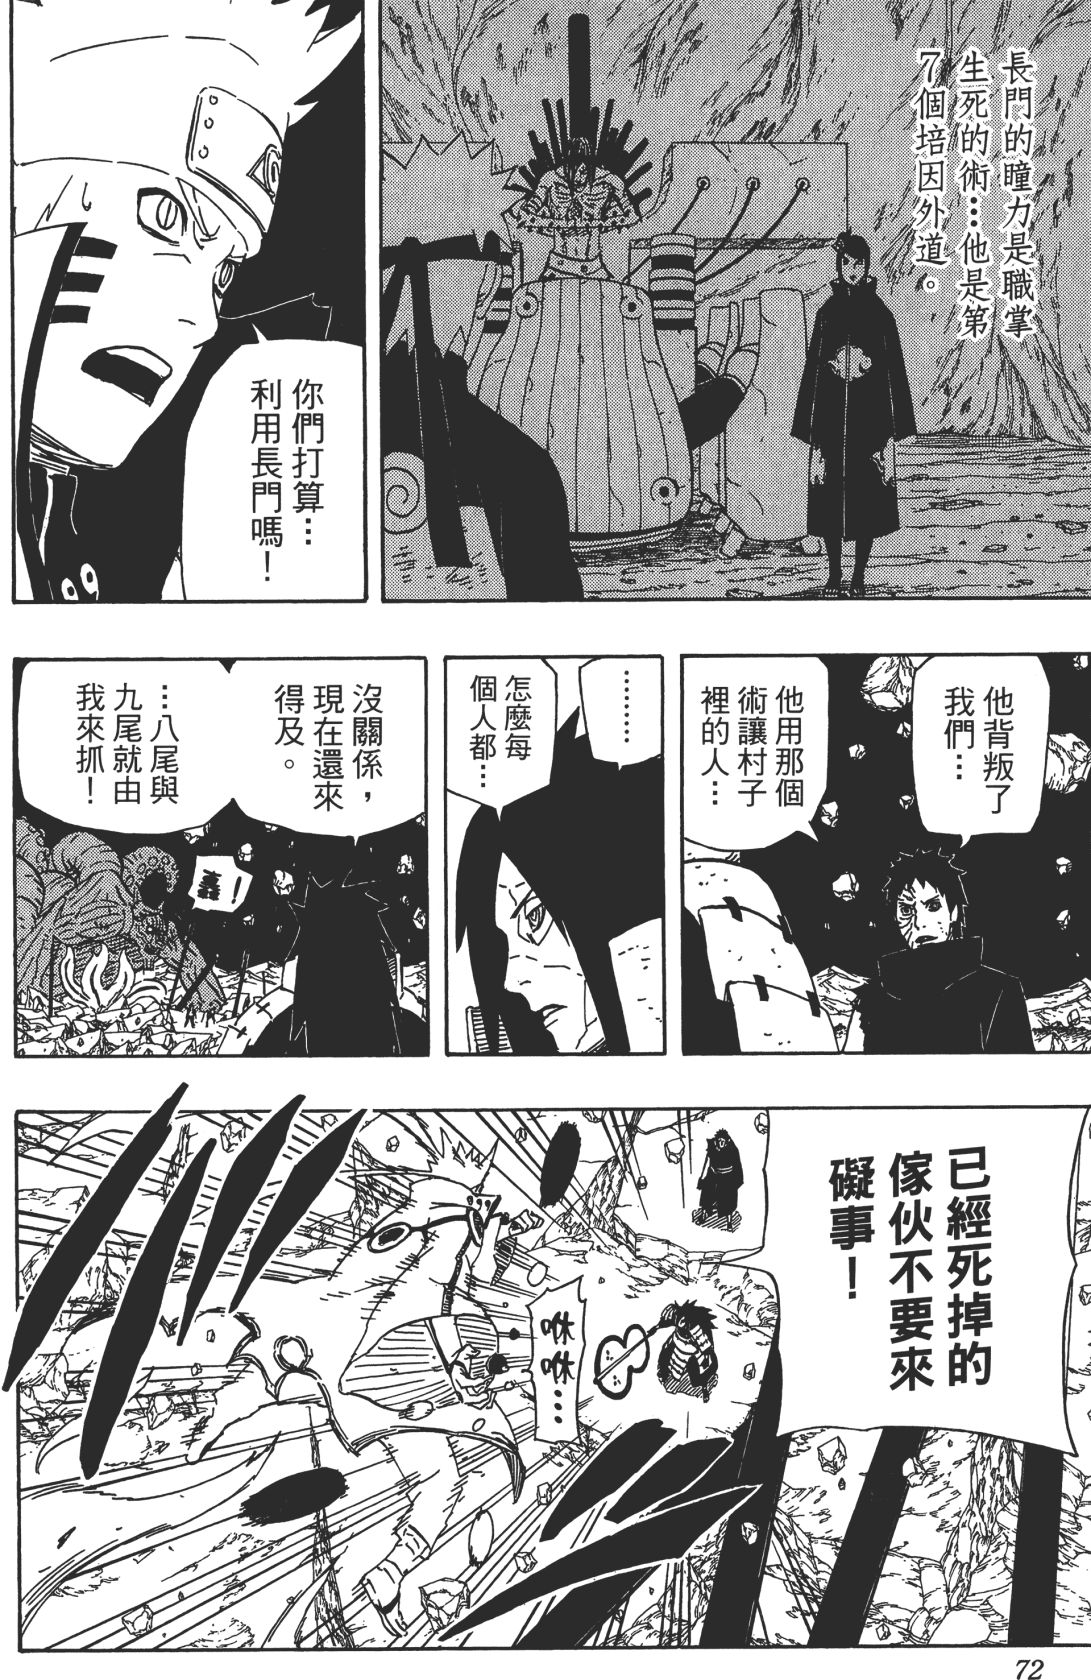 長門的瞳力是職掌
生死的術…他是第
7個培因外道。
你們打算…
利用長門嗎！
他背叛了
我們…
他用那個
術讓村子
裡的人…
………
怎麼每
個人都…
沒關係，
現在還來
得及。
…八尾與
九尾就由
我來抓！
轟！
已經死掉的
傢伙不要來
礙事！
咻
咻…
72